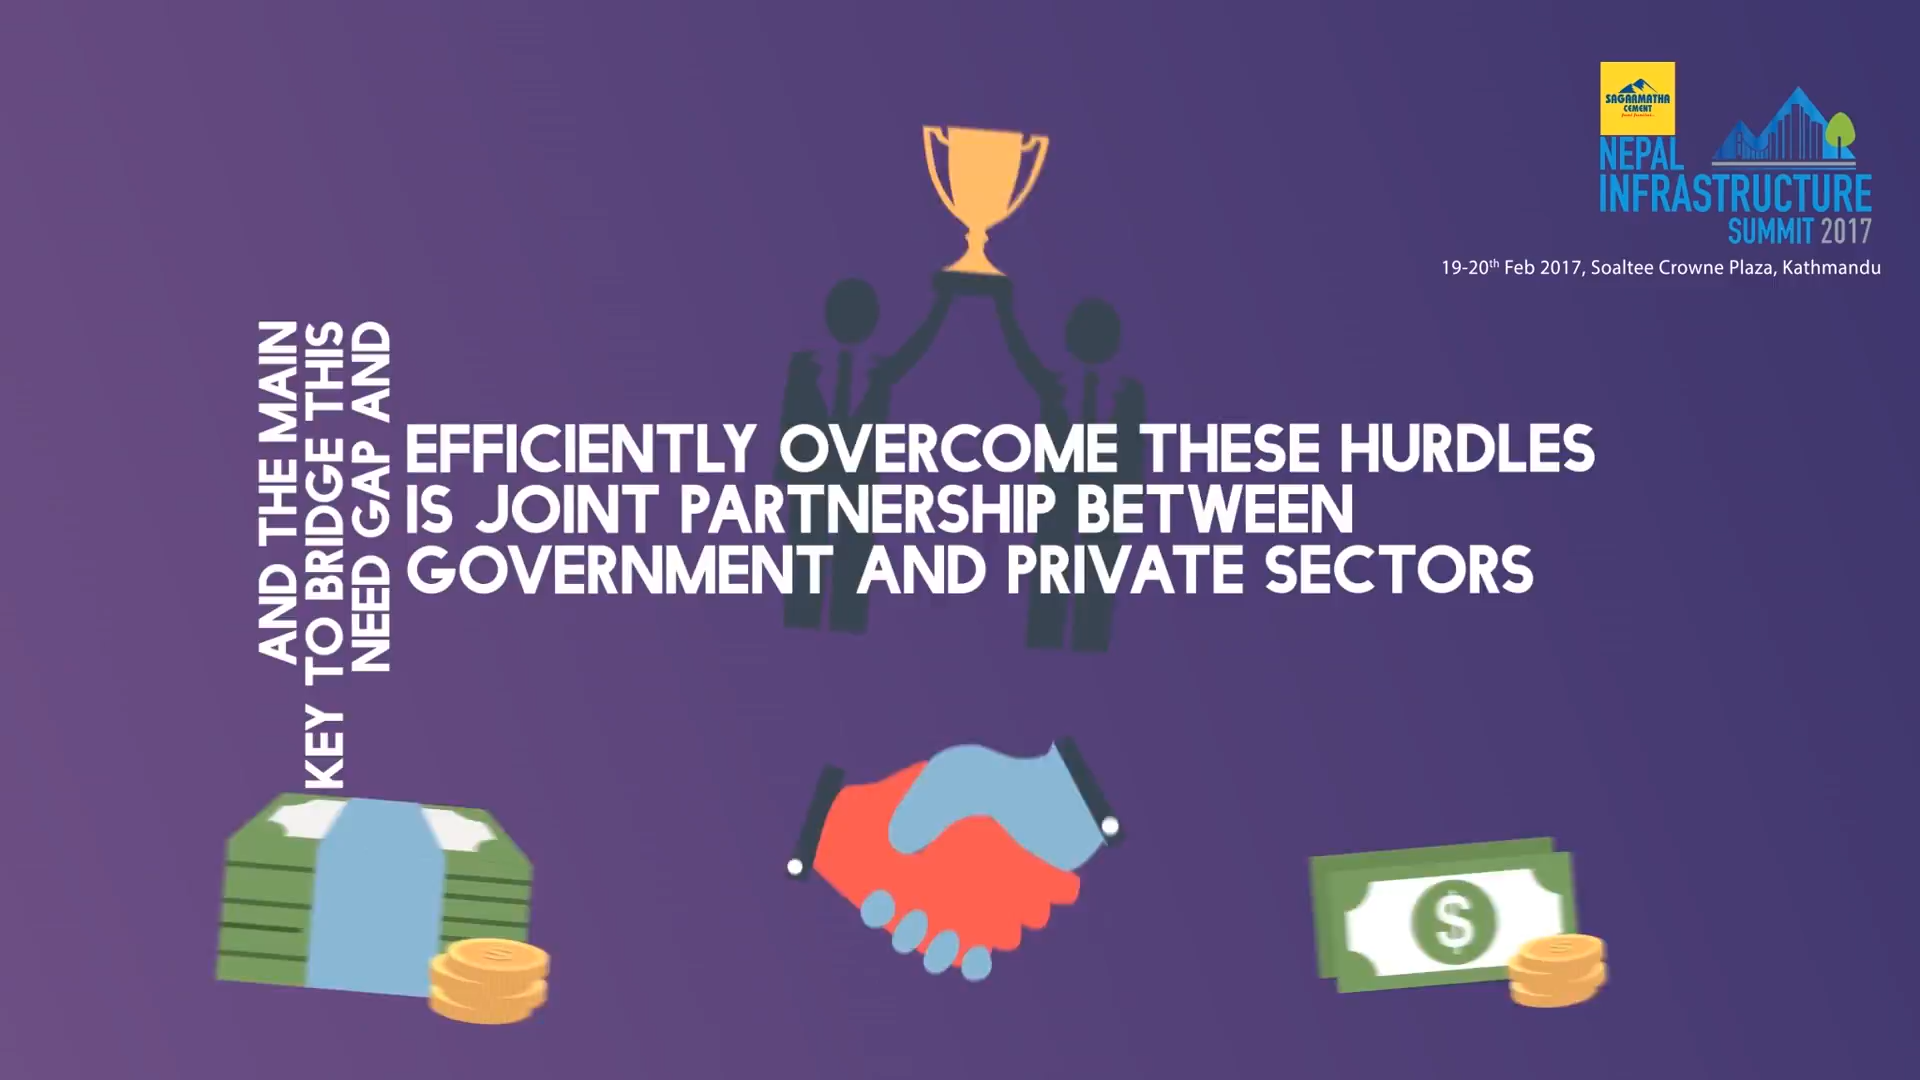 SAGARMATHA
CEMENT
NEPAL
INFRASTRUCTURE
SUMMIT 2017
19-20th Feb 2017, Soaltee Crowne Plaza, Kathmandu
AND THE MAIN
KEY TO BRIDGE THIS
NEED GAP AND
EFFICIENTLY OVERCOME THESE HURDLES
IS JOINT PARTNERSHIP BETWEEN
GOVERNMENT AND PRIVATE SECTORS
$